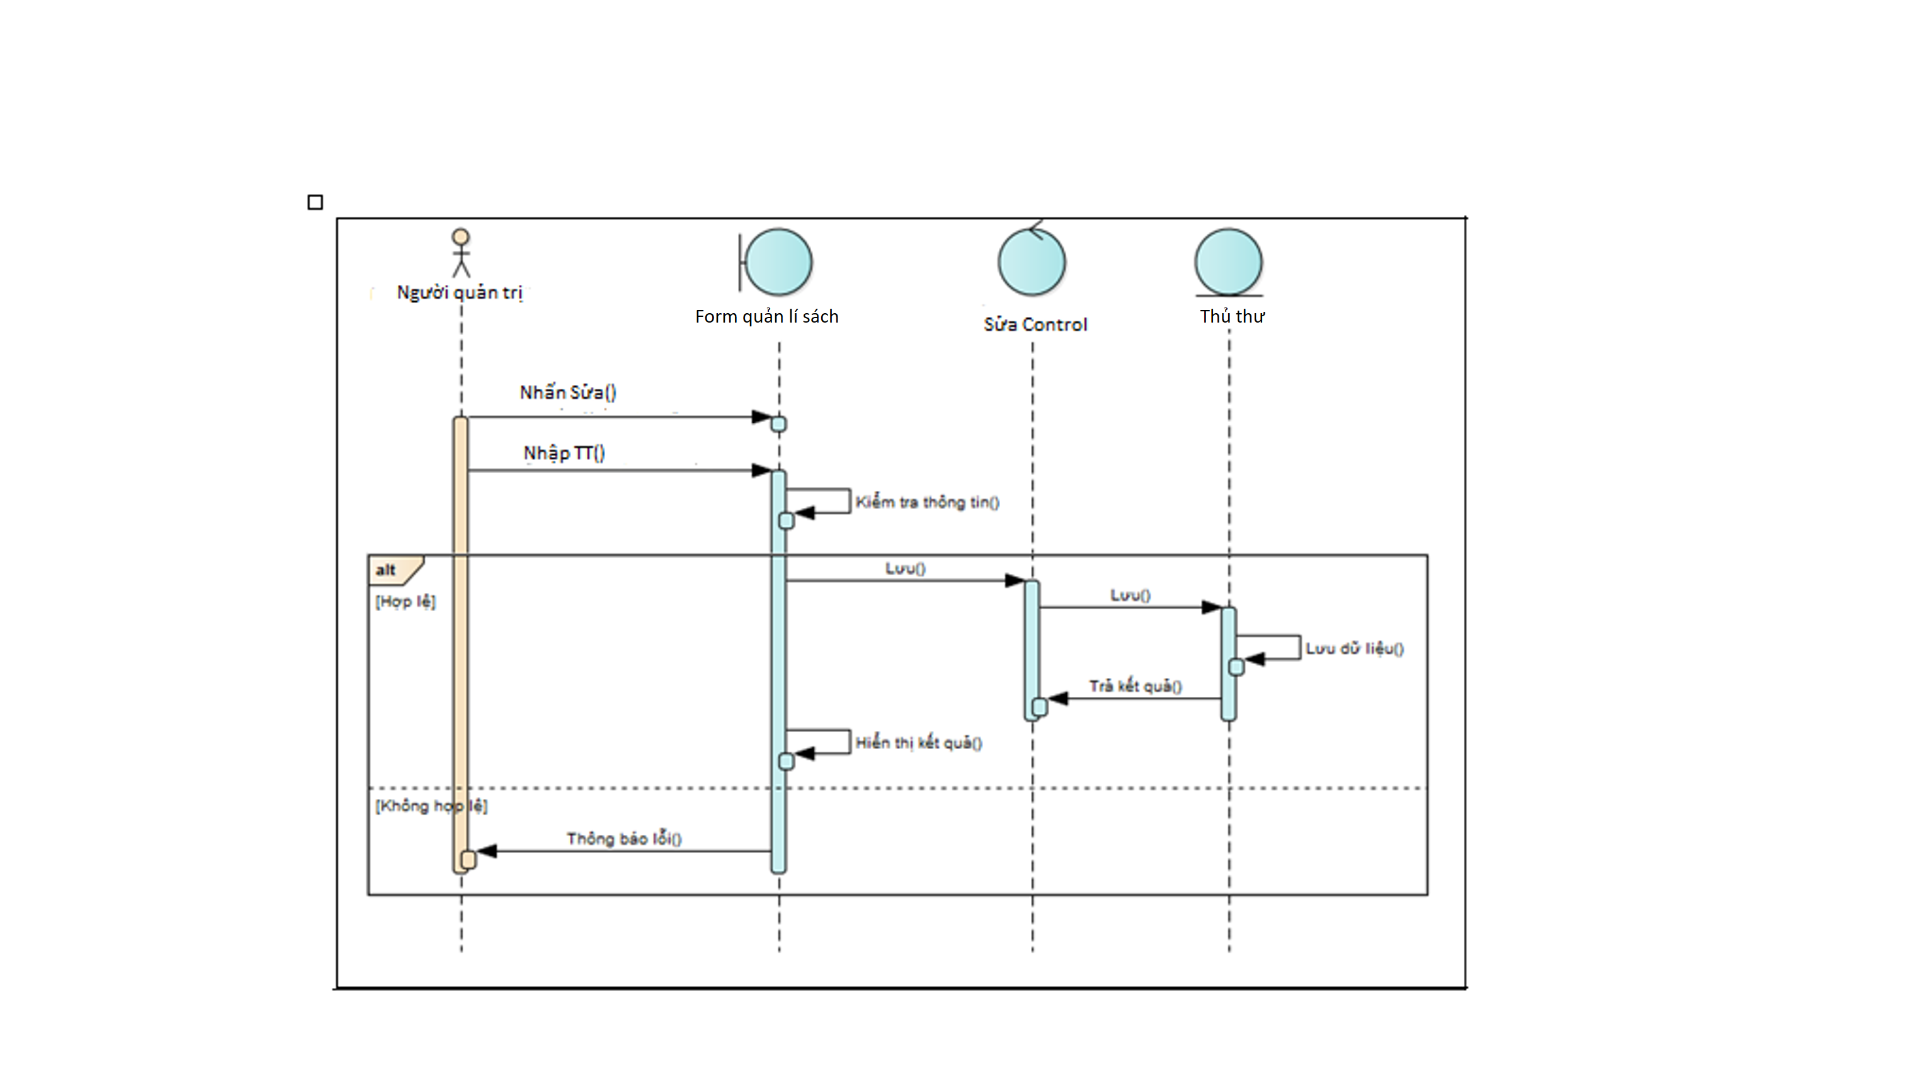 Người quản trị
Form quản lí sách
Sửa Control
Thủ thư
Nhấn Sửa()
Nhập TT()
Kiểm tra thông tin()
alt
Lưu()
[Hợp lệ]
Lưu()
Lưu dữ liệu()
Trả kết quả()
Hiển thị kết quả()
[Không hợp lệ]
Thông báo lỗi()